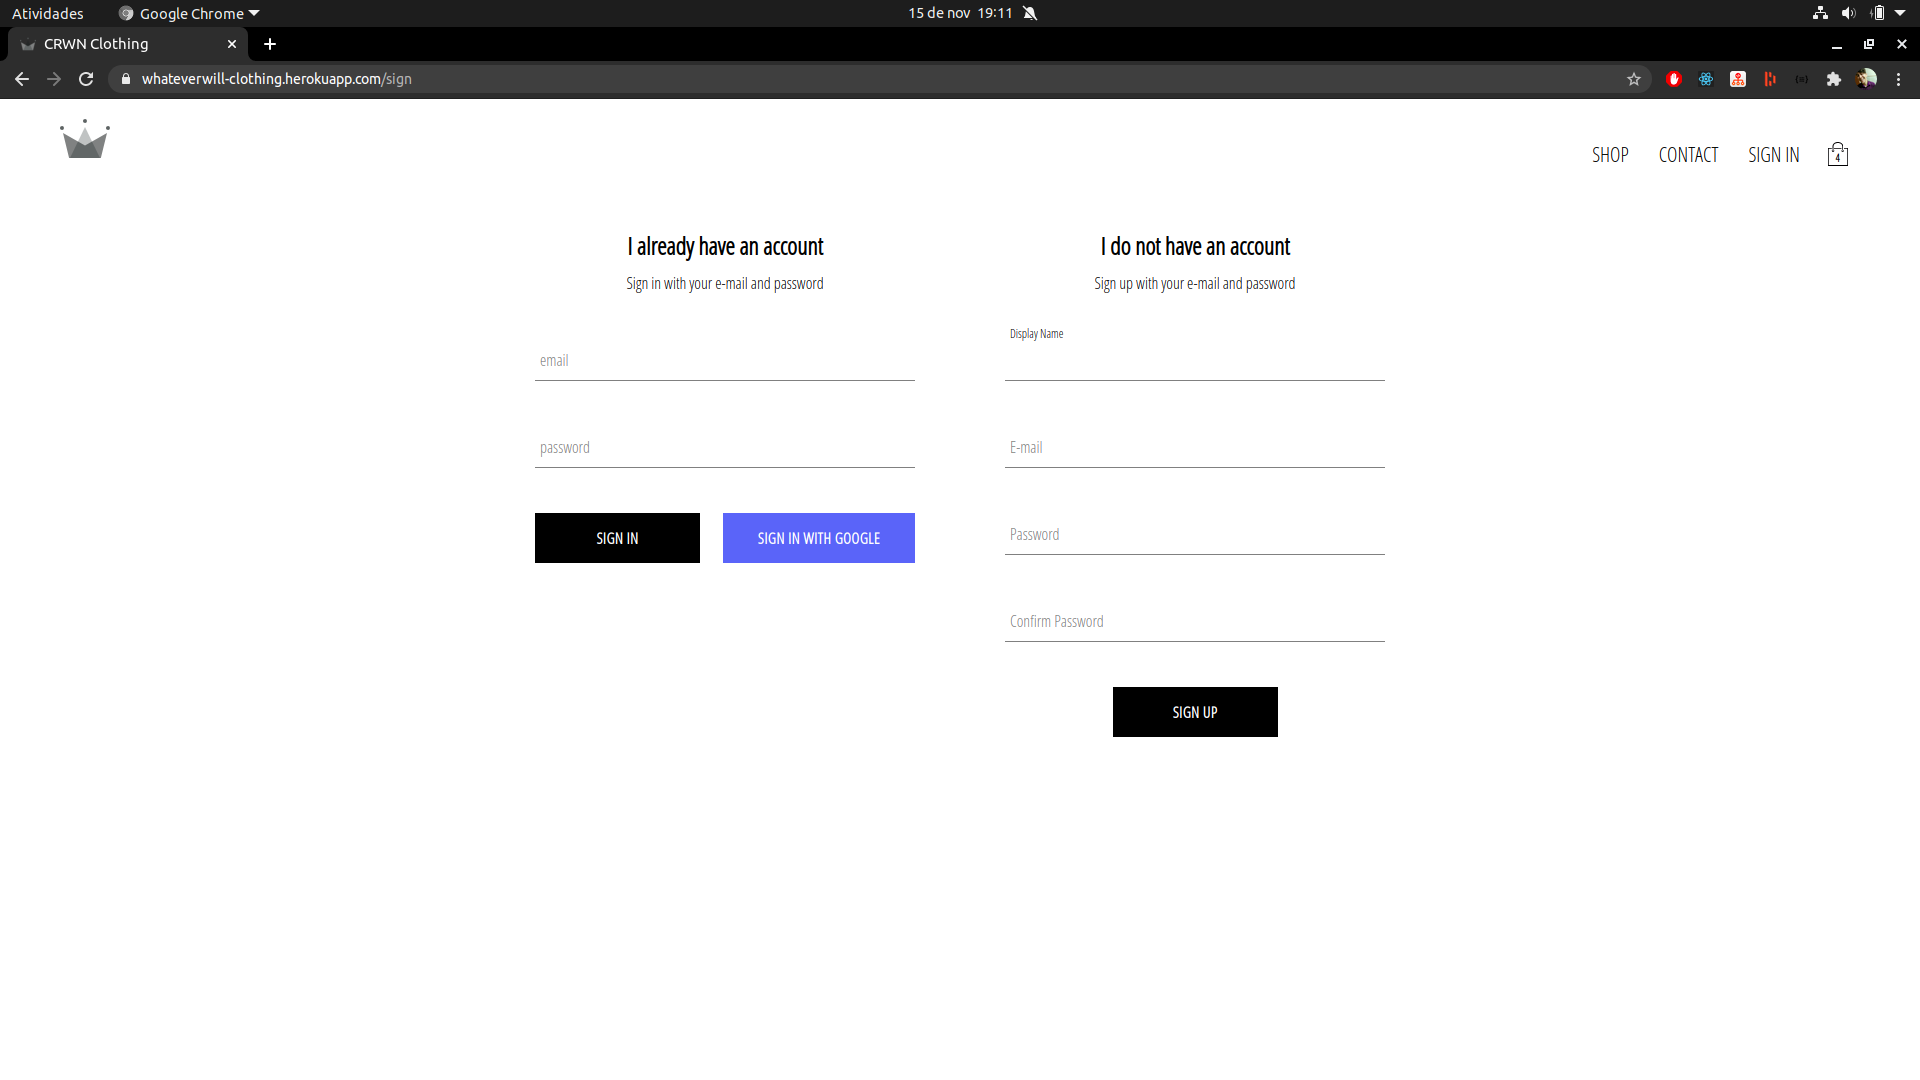 Atividades
Google Chrome
15 de nov 19:11
CRWN Clothing
whateverwill-clothing.herokuapp.com/sign
SHOP
CONTACT
SIGN IN
4
I already have an account
Sign in with your e-mail and password
email
password
SIGN IN
SIGN IN WITH GOOGLE
I do not have an account
Sign up with your e-mail and password
Display Name
E-mail
Password
Confirm Password
SIGN UP